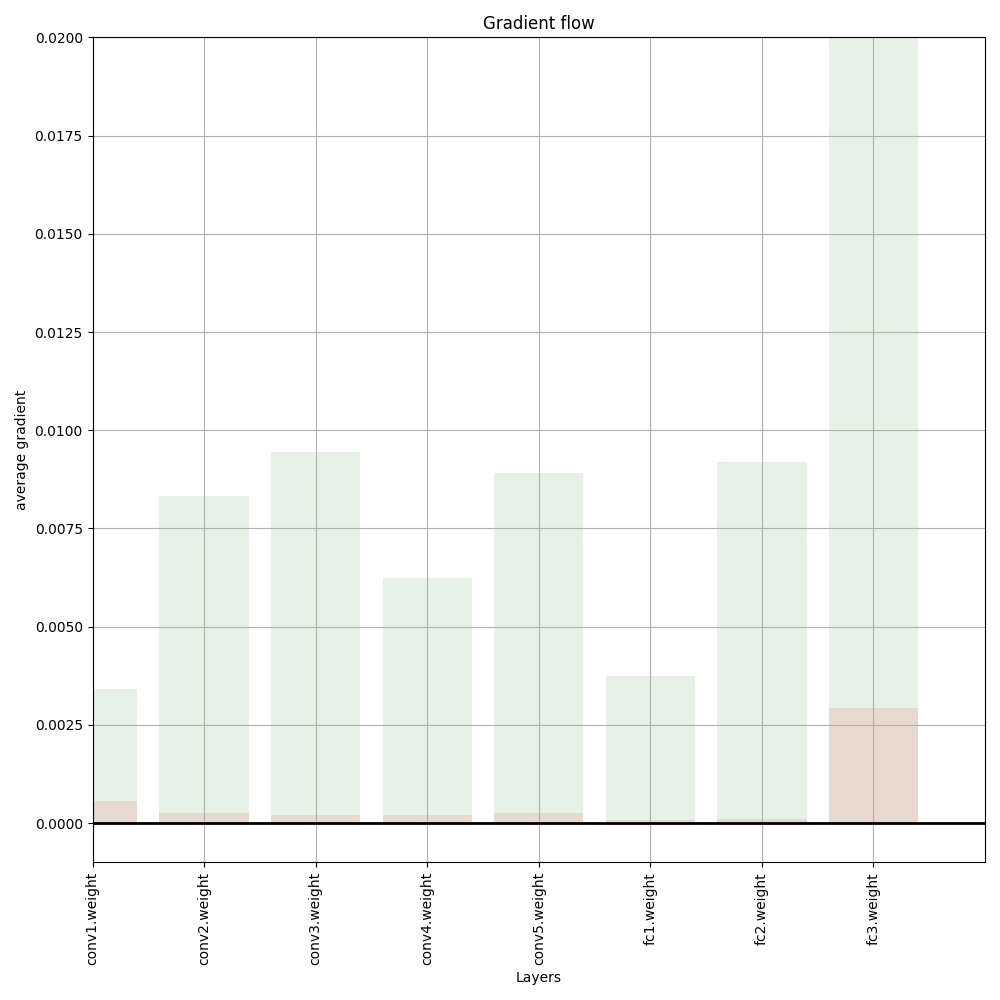 Gradient flow
0.0200
0.0175
0.0150
0.0125
0.0100
0.0075
0.0050
0.0025
0.0000
average gradient
conv1.weight
conv2.weight
conv3.weight
conv4.weight
conv5.weight
fc1.weight
fc2.weight
fc3.weight
Layers